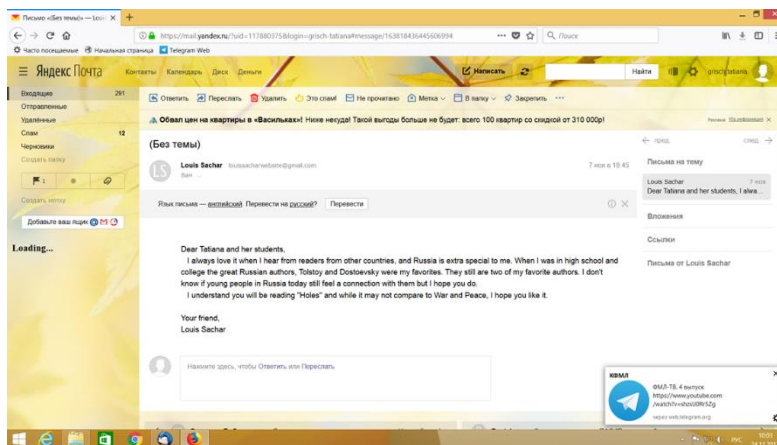 Письмо «(Без темы)» — Louis
https://mail.yandex.ru/?uid=117880375&login=grisch-tatiana#message/163818436445606994
Поиск
Часто посещаемые
Начальная страница
Telegram Web
Яндекс Почта
Контакты
Календарь
Диск
Деньги
Написать
Найти
grisch-tatiana
Входящие 261
Отправленные
Удалённые
Спам 12
Черновики
Создать папку
1
Создать метку
Добавьте ваш ящик
Loading...
Ответить
Переслать
Удалить
Это спам!
Не прочитано
Метка
В папку
Закрепить
Обвал цен на квартиры в «Васильках»! Ниже некуда! Такой выгоды больше не будет: всего 100 квартир со скидкой от 310 000р!
Реклама
(Без темы)
LS
Louis Sachar louissacharwebsite@gmail.com
7 ноя в 18:45
Вам
Язык письма — английский. Перевести на русский?
Перевести
Dear Tatiana and her students,
I always love it when I hear from readers from other countries, and Russia is extra special to me. When I was in high school and
college the great Russian authors, Tolstoy and Dostoevsky were my favorites. They still are two of my favorite authors. I don't
know if young people in Russia today still feel a connection with them but I hope you do.
I understand you will be reading "Holes" and while it may not compare to War and Peace, I hope you like it.
Your friend,
Louis Sachar
Нажмите здесь, чтобы Ответить или Переслать
пред.
след.
Письма на тему
Louis Sachar 7 ноя
Dear Tatiana and her students, I alwa...
Вложения
Ссылки
Письма от Louis Sachar
КФМЛ
ФМЛ-ТВ. 4 выпуск
https://www.youtube.com
через web.telegram.org
РУС